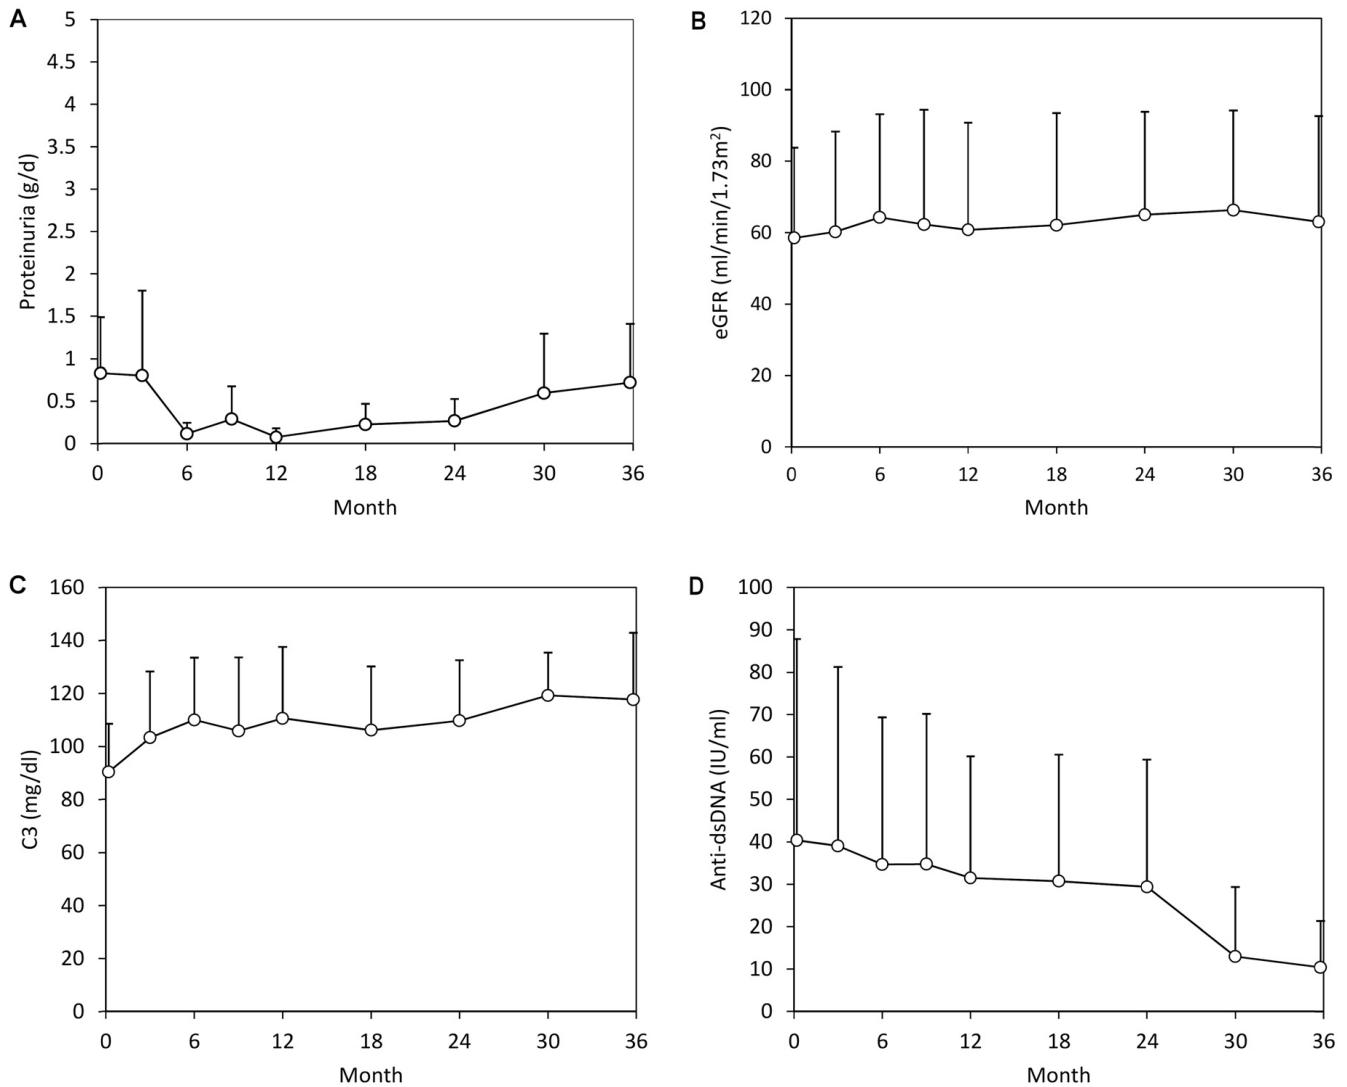 A
5
4.5
4
3.5
3
2.5
2
1.5
1
0.5
0
Proteinuria (g/d)
0 6 12 18 24 30 36
Month
B
120
100
80
60
40
20
0
eGFR (ml/min/1.73m²)
0 6 12 18 24 30 36
Month
C
160
140
120
100
80
60
40
20
0
C3 (mg/dl)
0 6 12 18 24 30 36
Month
D
100
90
80
70
60
50
40
30
20
10
0
Anti-dsDNA (IU/ml)
0 6 12 18 24 30 36
Month